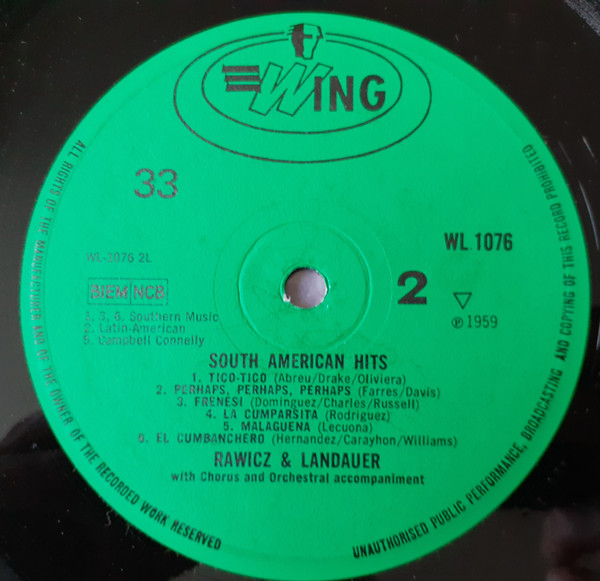 WING
33
WL.1076
WL-1076 2L
2
BIEM/NCB
℗ 1959
1, 3, 6. Southern Music
2. Latin-American
5. Campbell Connelly
SOUTH AMERICAN HITS
1. TICO-TICO (Abreu/Drake/Oliviera)
2. PERHAPS, PERHAPS, PERHAPS (Farres/Davis)
3. FRENESI (Dominguez/Charles/Russell)
4. LA CUMPARSITA (Rodriguez)
5. MALAGUENA (Lecuona)
6. EL CUMBANCHERO (Hernandez/Carayhon/Williams)
RAWICZ & LANDAUER
with Chorus and Orchestral accompaniment
ALL RIGHTS OF THE MANUFACTURER AND OF THE OWNER OF THE RECORDED WORK RESERVED
UNAUTHORISED PUBLIC PERFORMANCE, BROADCASTING AND COPYING OF THIS RECORD PROHIBITED